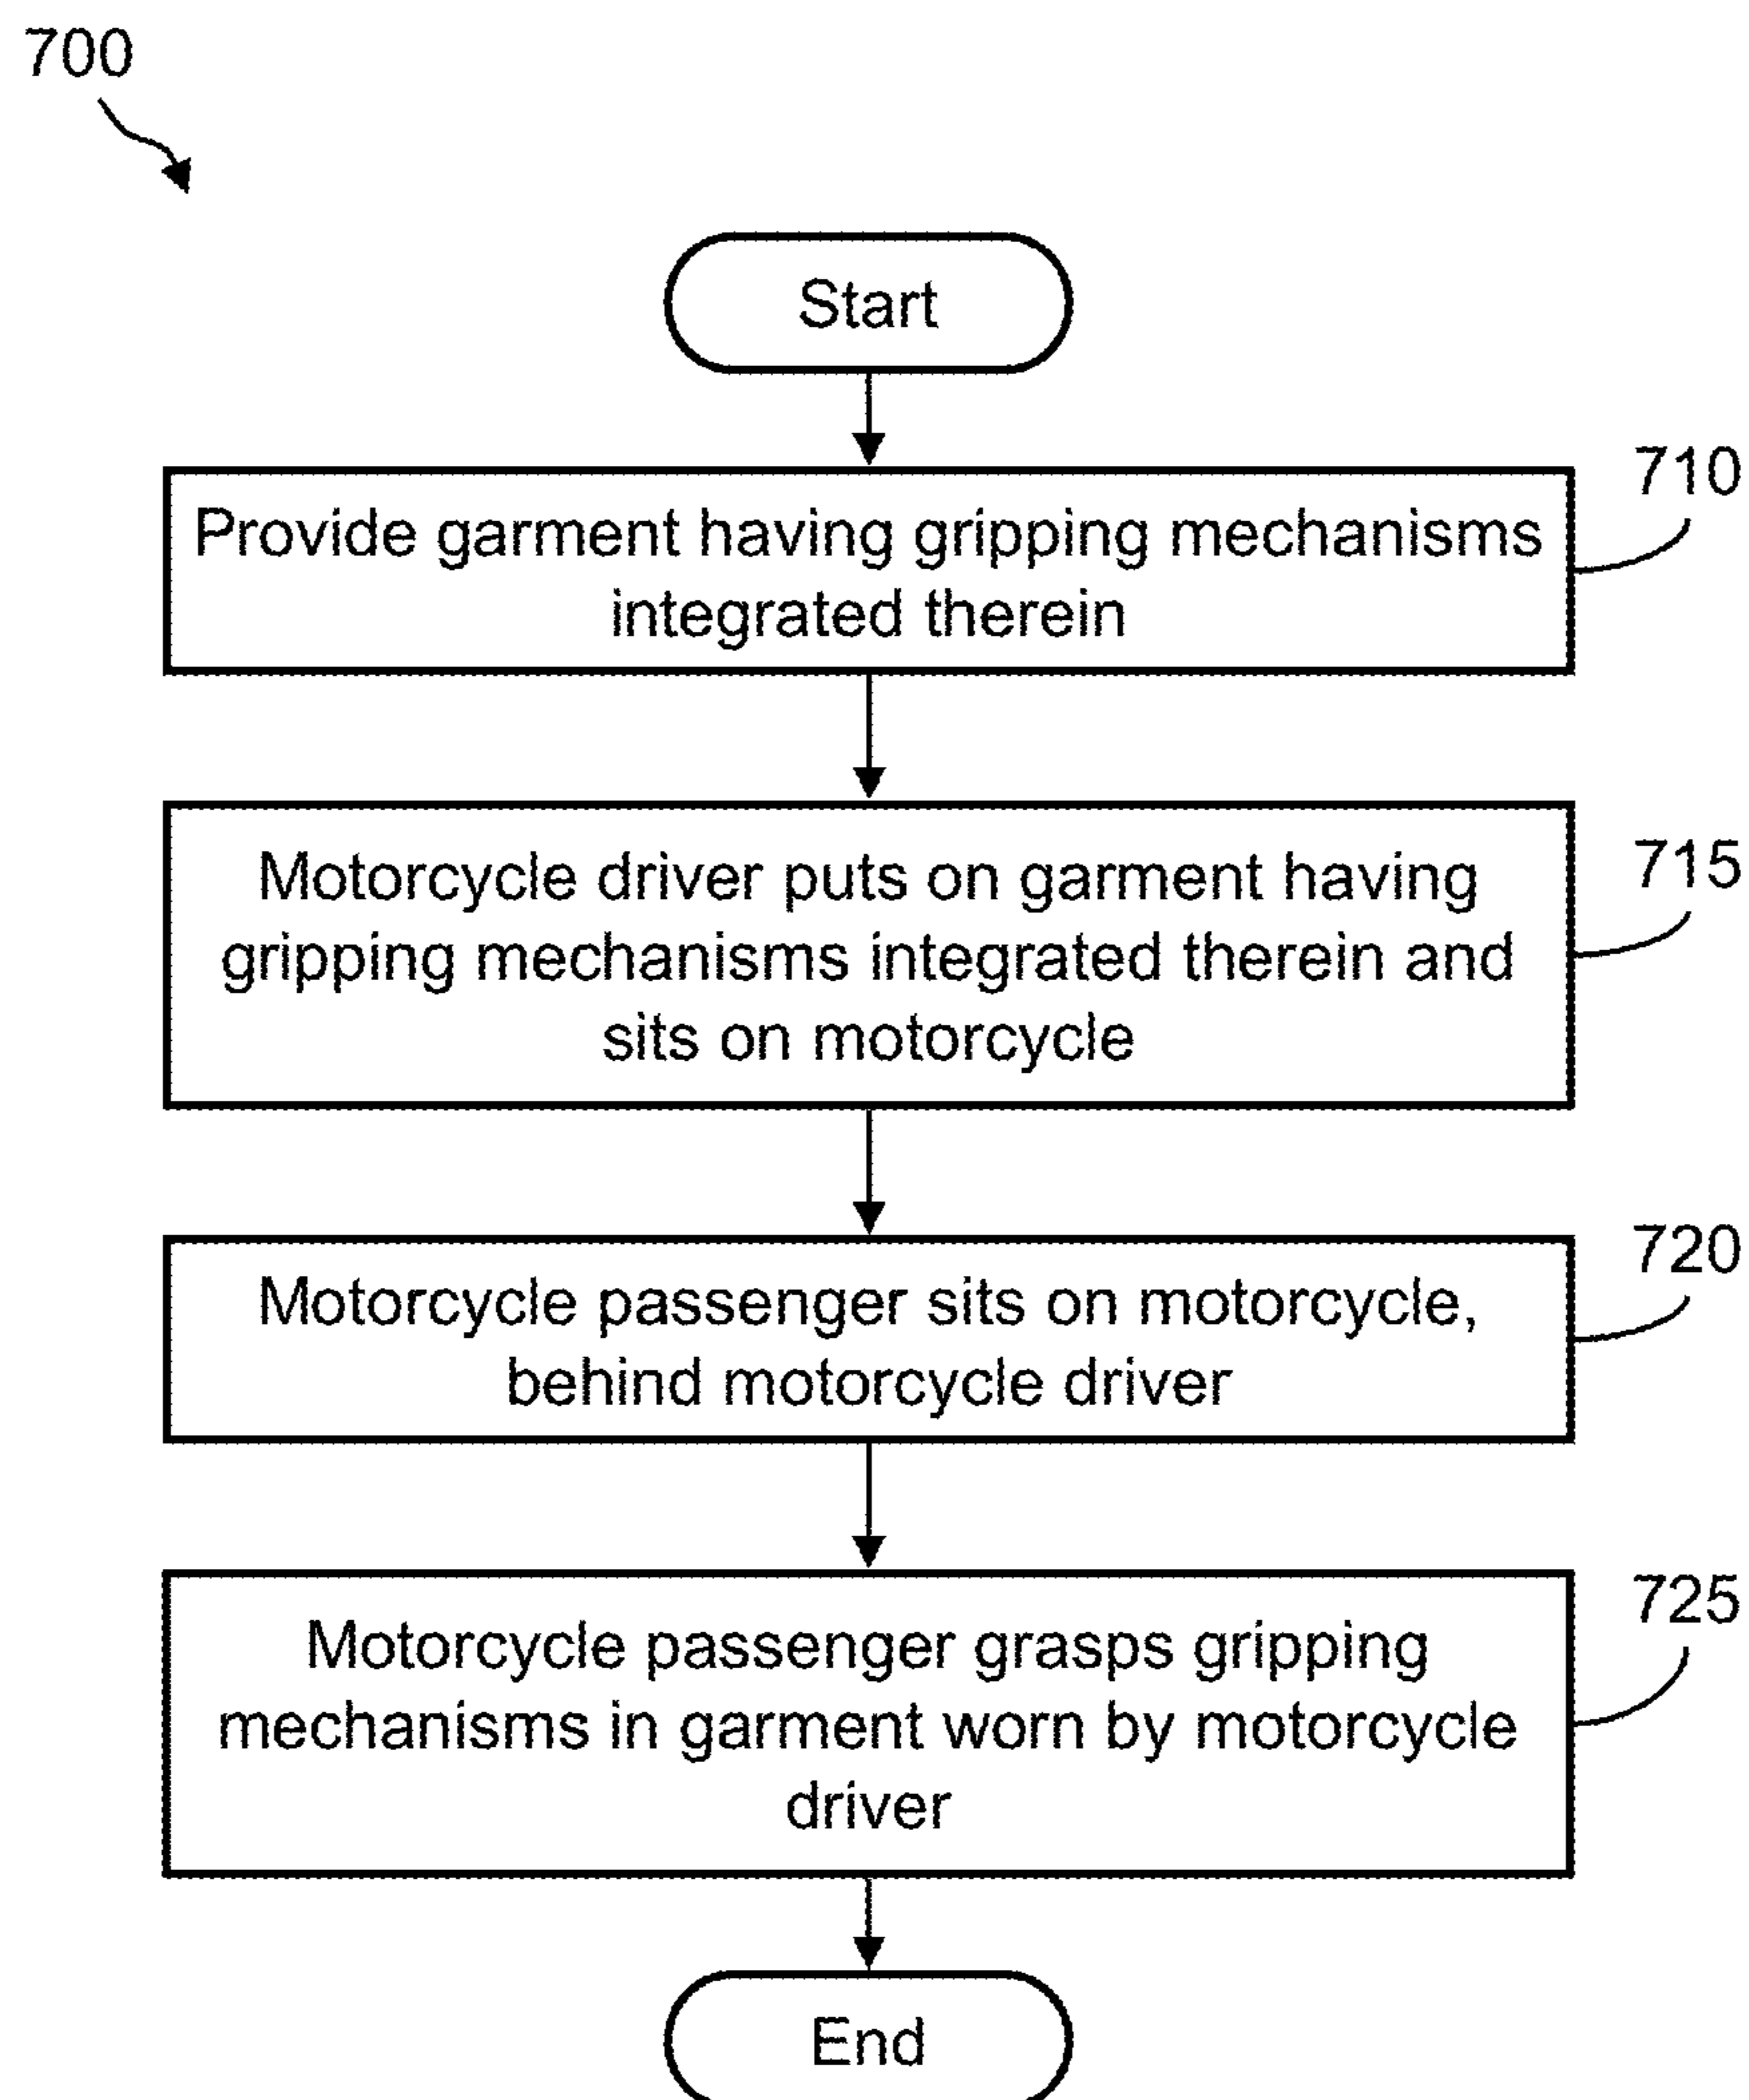 700
Start
710
Provide garment having gripping mechanisms
integrated therein
715
Motorcycle driver puts on garment having
gripping mechanisms integrated therein and
sits on motorcycle
720
Motorcycle passenger sits on motorcycle,
behind motorcycle driver
725
Motorcycle passenger grasps gripping
mechanisms in garment worn by motorcycle
driver
End